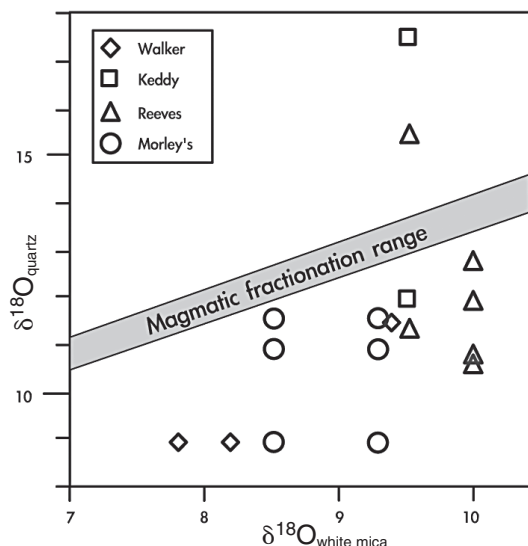 Walker
Keddy
Reeves
Morley's
15
10
δ18Oquartz
Magmatic fractionation range
7
8
9
10
δ18Owhite mica